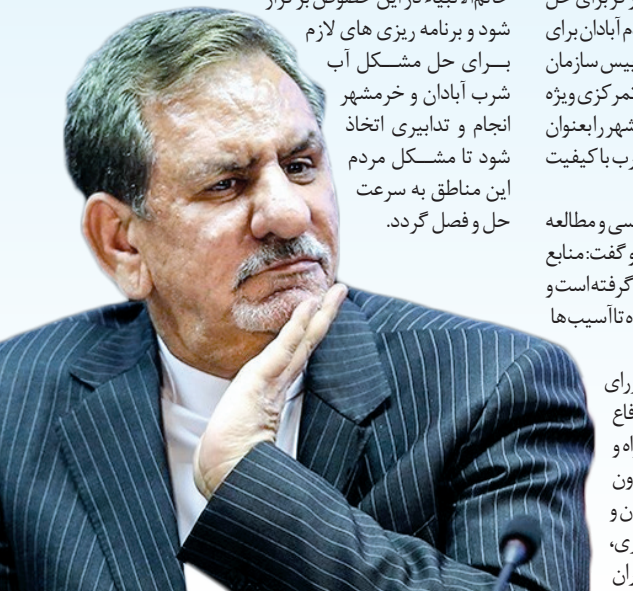 م آبادان برای
یس سازمان
تمرکزی ویژه
شهر را بعنوان
رب با کیفیت
سی و مطالعه
و گفت: منابع
گرفته است و
ه تا آسیب‌ها
ورای
فاع
اه و
ون
ن و
ری،
ران
شود و برنامه ریزی های لازم
بـــرای حل مشـــکل آب
شرب آبادان و خرمشهر
انجام و تدابیری اتخاذ
شود تا مشـــکل مردم
این مناطق به سرعت
حل و فصل گردد.